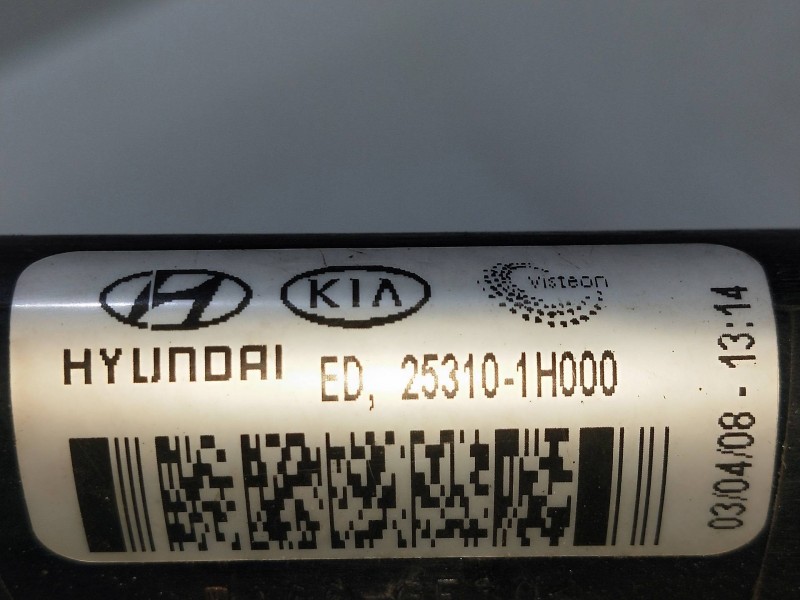 KIA
Visteon
HYUNDAI ED, 25310-1H000
03/04/08 - 13:14